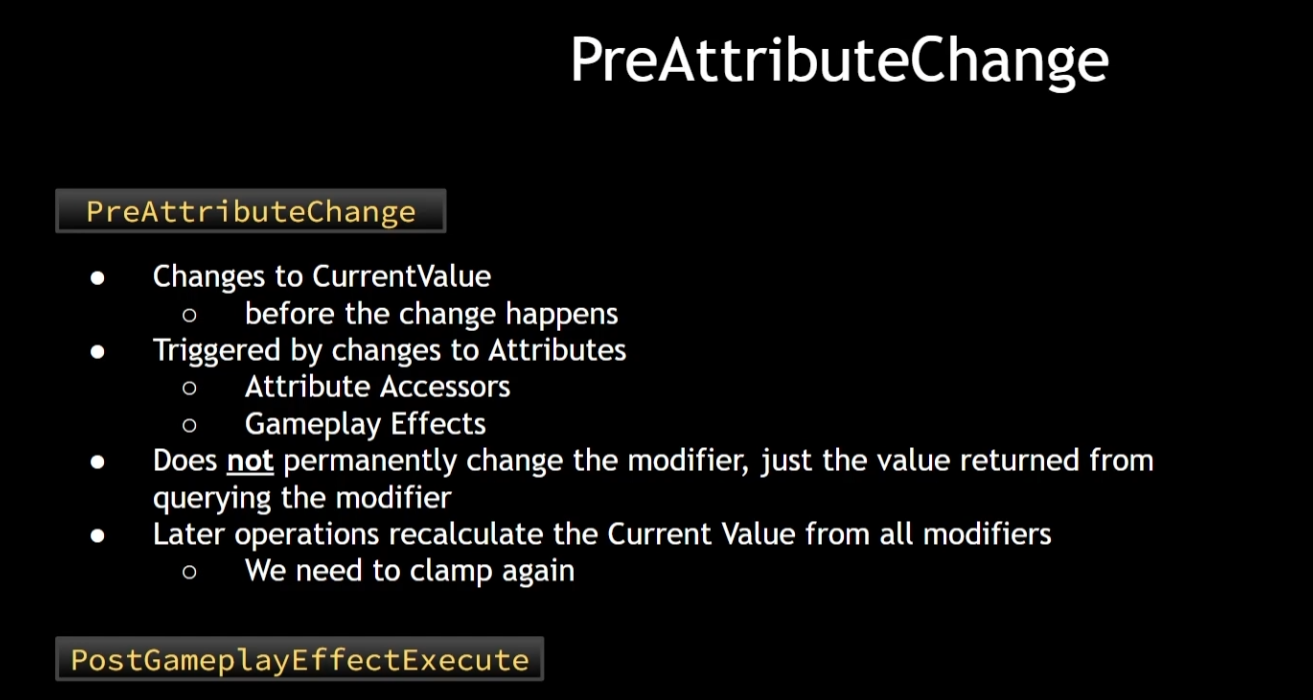 PreAttributeChange
PreAttributeChange
● Changes to CurrentValue
○ before the change happens
● Triggered by changes to Attributes
○ Attribute Accessors
○ Gameplay Effects
● Does not permanently change the modifier, just the value returned from
querying the modifier
● Later operations recalculate the Current Value from all modifiers
○ We need to clamp again
PostGameplayEffectExecute